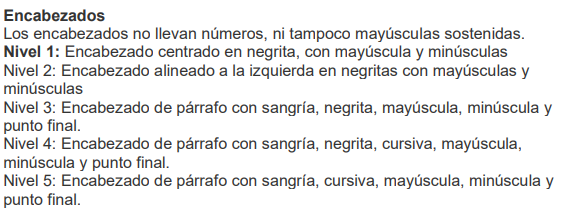 Encabezados
Los encabezados no llevan números, ni tampoco mayúsculas sostenidas.
Nivel 1: Encabezado centrado en negrita, con mayúscula y minúsculas
Nivel 2: Encabezado alineado a la izquierda en negritas con mayúsculas y
minúsculas
Nivel 3: Encabezado de párrafo con sangría, negrita, mayúscula, minúscula y
punto final.
Nivel 4: Encabezado de párrafo con sangría, negrita, cursiva, mayúscula,
minúscula y punto final.
Nivel 5: Encabezado de párrafo con sangría, cursiva, mayúscula, minúscula y
punto final.